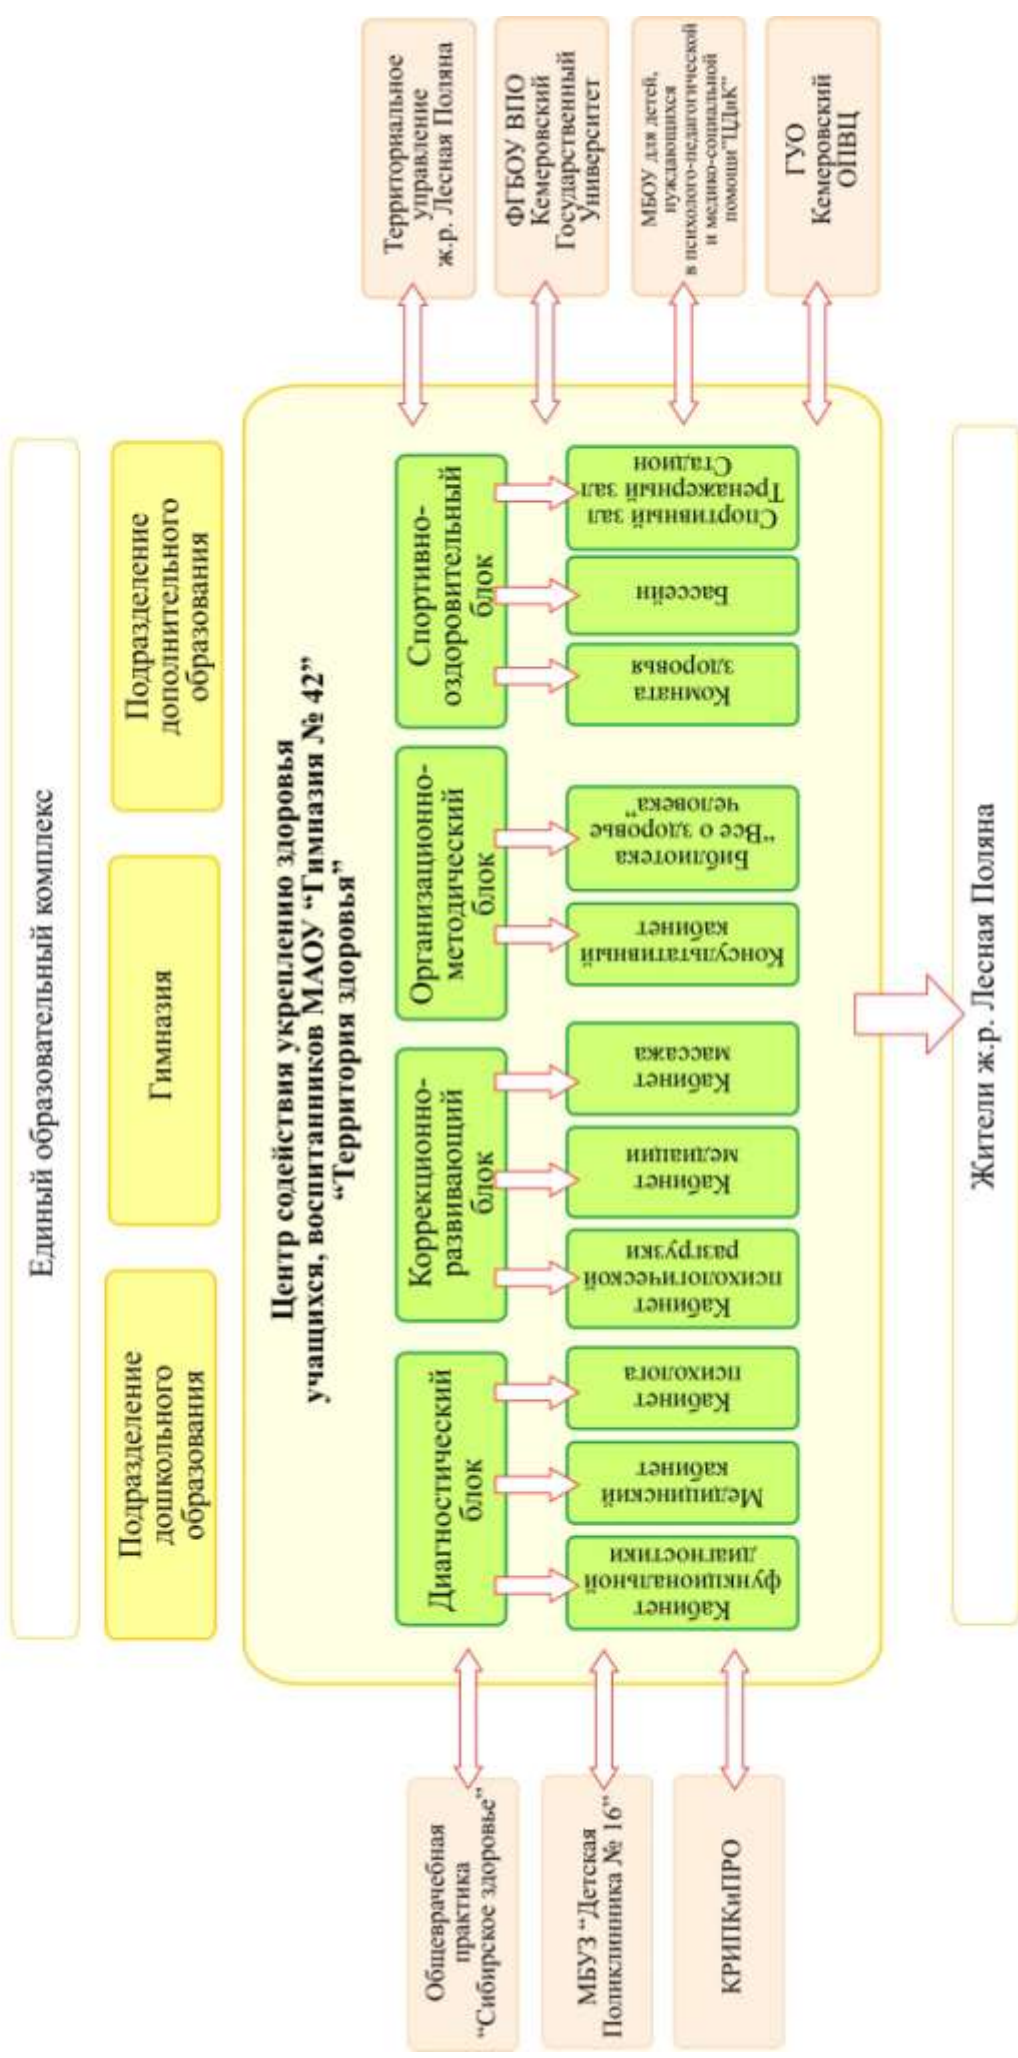 Единый образовательный комплекс
Подразделение
дошкольного
образования
Гимназия
Подразделение
дополнительного
образования
Центр содействия укреплению здоровья
учащихся, воспитанников МАОУ “Гимназия № 42”
“Территория здоровья”
Диагностический
блок
Коррекционно-
развивающий
блок
Организационно-
методический
блок
Спортивно-
оздоровительный
блок
Кабинет
функциональной
диагностики
Медицинский
кабинет
Кабинет
психолога
Кабинет
психологической
разгрузки
Кабинет
медиации
Кабинет
массажа
Консультативный
кабинет
Библиотека
“Все о здоровье
человека”
Комната
здоровья
Бассейн
Спортивный зал
Тренажерный зал
Стадион
Общеврачебная
практика
“Сибирское здоровье”
МБУЗ “Детская
Поликлинника № 16”
КРИПКиПРО
Территориальное
управление
ж.р. Лесная Поляна
ФГБОУ ВПО
Кемеровский
Государственный
Университет
МБОУ для детей,
нуждающихся
в психолого-педагогической
и медико-социальной
помощи"ЦДиК"
ГУО
Кемеровский
ОПВЦ
Жители ж.р. Лесная Поляна